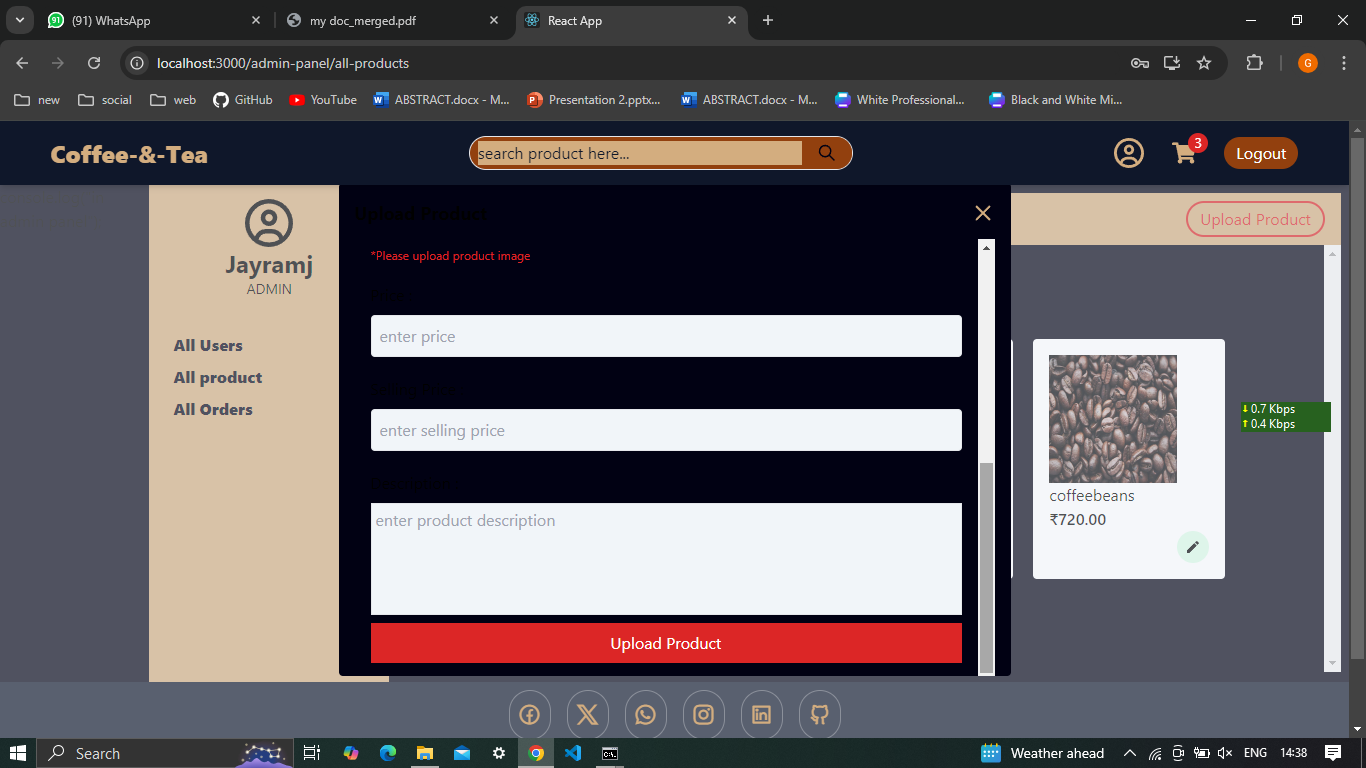 (91) WhatsApp
my doc_merged.pdf
React App
localhost:3000/admin-panel/all-products
G
new
social
web
GitHub
YouTube
ABSTRACT.docx - M...
Presentation 2.pptx...
ABSTRACT.docx - M...
White Professional...
Black and White Mi...
Coffee-&-Tea
search product here...
3
Logout
Jayramj
ADMIN
All Users
All product
All Orders
Upload Product
*Please upload product image
enter price
enter selling price
enter product description
Upload Product
Upload Product
coffeebeans
₹720.00
0.7 Kbps
0.4 Kbps
Search
Weather ahead
ENG
14:38